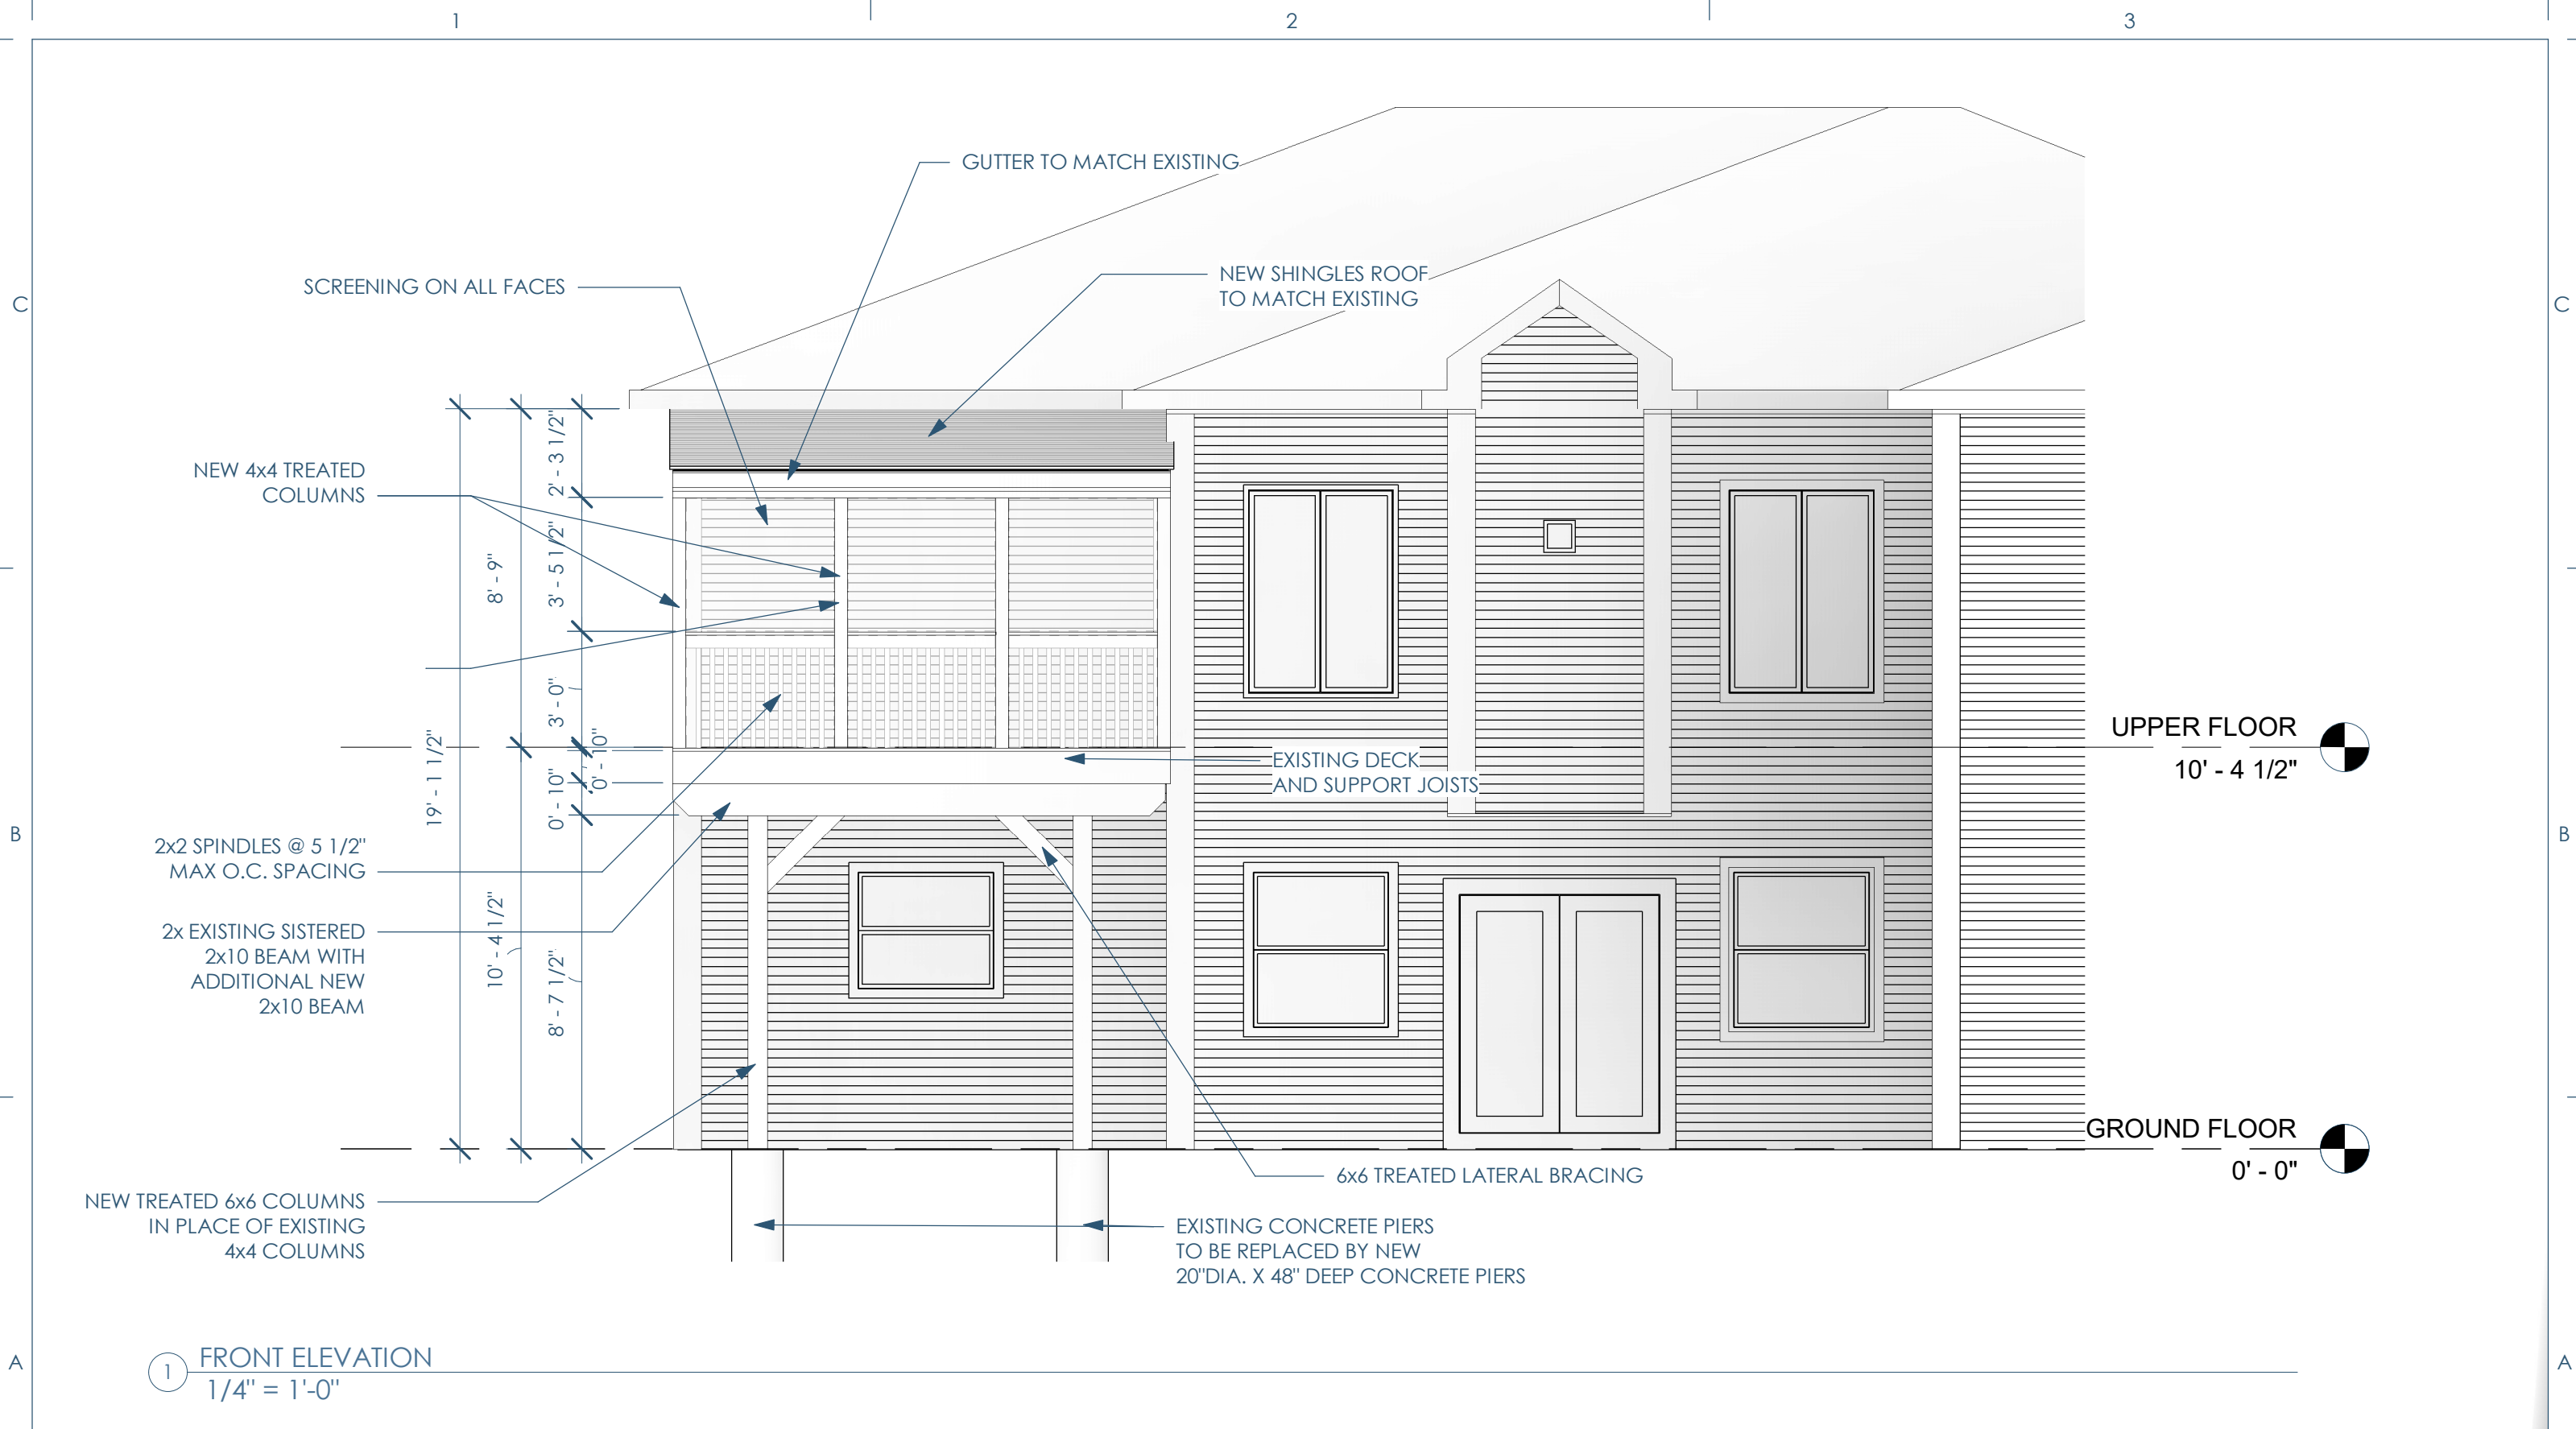 1
2
3
C
C
GUTTER TO MATCH EXISTING
SCREENING ON ALL FACES
NEW SHINGLES ROOF
TO MATCH EXISTING
NEW 4x4 TREATED
COLUMNS
2' - 3 1/2"
3' - 5 1/2"
8' - 9"
3' - 0"
0' - 10"
0' - 10"
19' - 1 1/2"
10' - 4 1/2"
8' - 7 1/2"
UPPER FLOOR
10' - 4 1/2"
EXISTING DECK
AND SUPPORT JOISTS
B
B
2x2 SPINDLES @ 5 1/2"
MAX O.C. SPACING
2x EXISTING SISTERED
2x10 BEAM WITH
ADDITIONAL NEW
2x10 BEAM
GROUND FLOOR
0' - 0"
6x6 TREATED LATERAL BRACING
NEW TREATED 6x6 COLUMNS
IN PLACE OF EXISTING
4x4 COLUMNS
EXISTING CONCRETE PIERS
TO BE REPLACED BY NEW
20"DIA. X 48" DEEP CONCRETE PIERS
A
A
1
FRONT ELEVATION
1/4" = 1'-0"